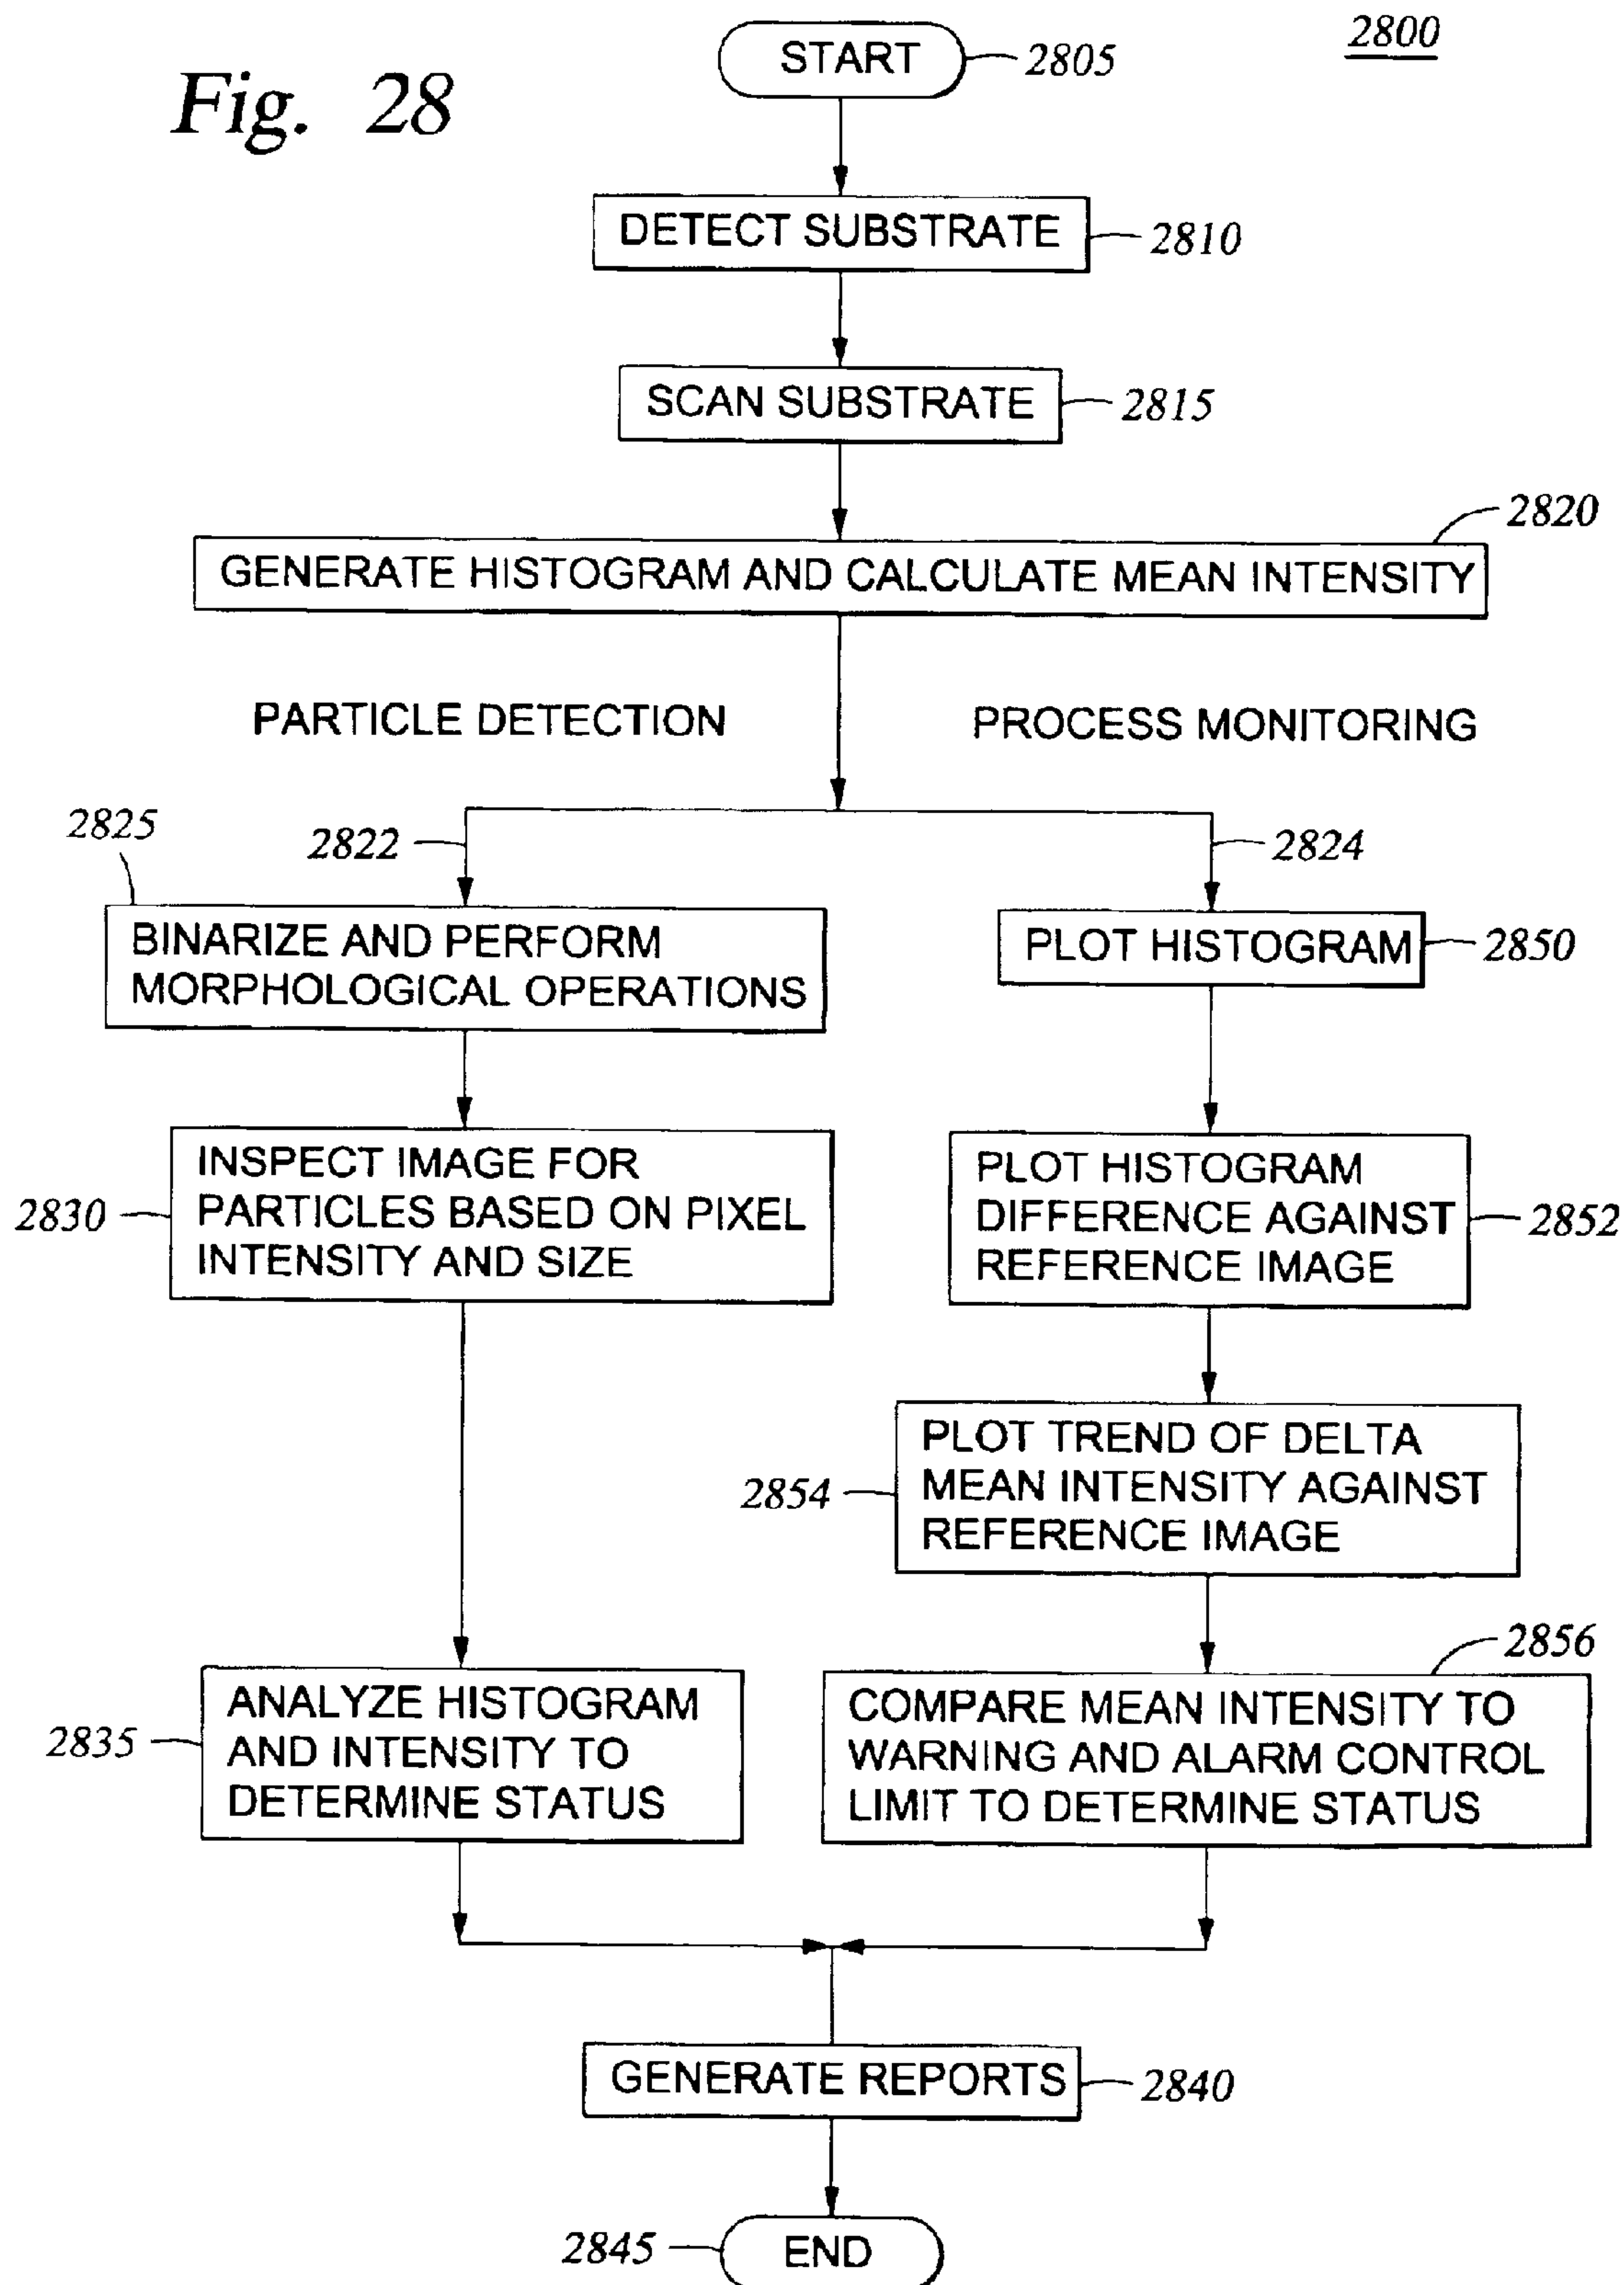 2800
START
2805
Fig. 28
DETECT SUBSTRATE
2810
SCAN SUBSTRATE
2815
2820
GENERATE HISTOGRAM AND CALCULATE MEAN INTENSITY
PARTICLE DETECTION
PROCESS MONITORING
2825
2822
2824
BINARIZE AND PERFORM
MORPHOLOGICAL OPERATIONS
PLOT HISTOGRAM
2850
INSPECT IMAGE FOR
PARTICLES BASED ON PIXEL
INTENSITY AND SIZE
2830
PLOT HISTOGRAM
DIFFERENCE AGAINST
REFERENCE IMAGE
2852
PLOT TREND OF DELTA
MEAN INTENSITY AGAINST
REFERENCE IMAGE
2854
2856
ANALYZE HISTOGRAM
AND INTENSITY TO
DETERMINE STATUS
2835
COMPARE MEAN INTENSITY TO
WARNING AND ALARM CONTROL
LIMIT TO DETERMINE STATUS
GENERATE REPORTS
2840
2845
END